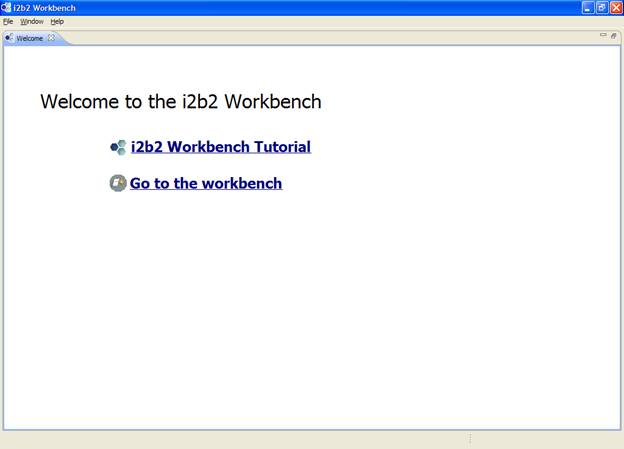 i2b2 Workbench
File Window Help
Welcome
Welcome to the i2b2 Workbench
i2b2 Workbench Tutorial
Go to the workbench